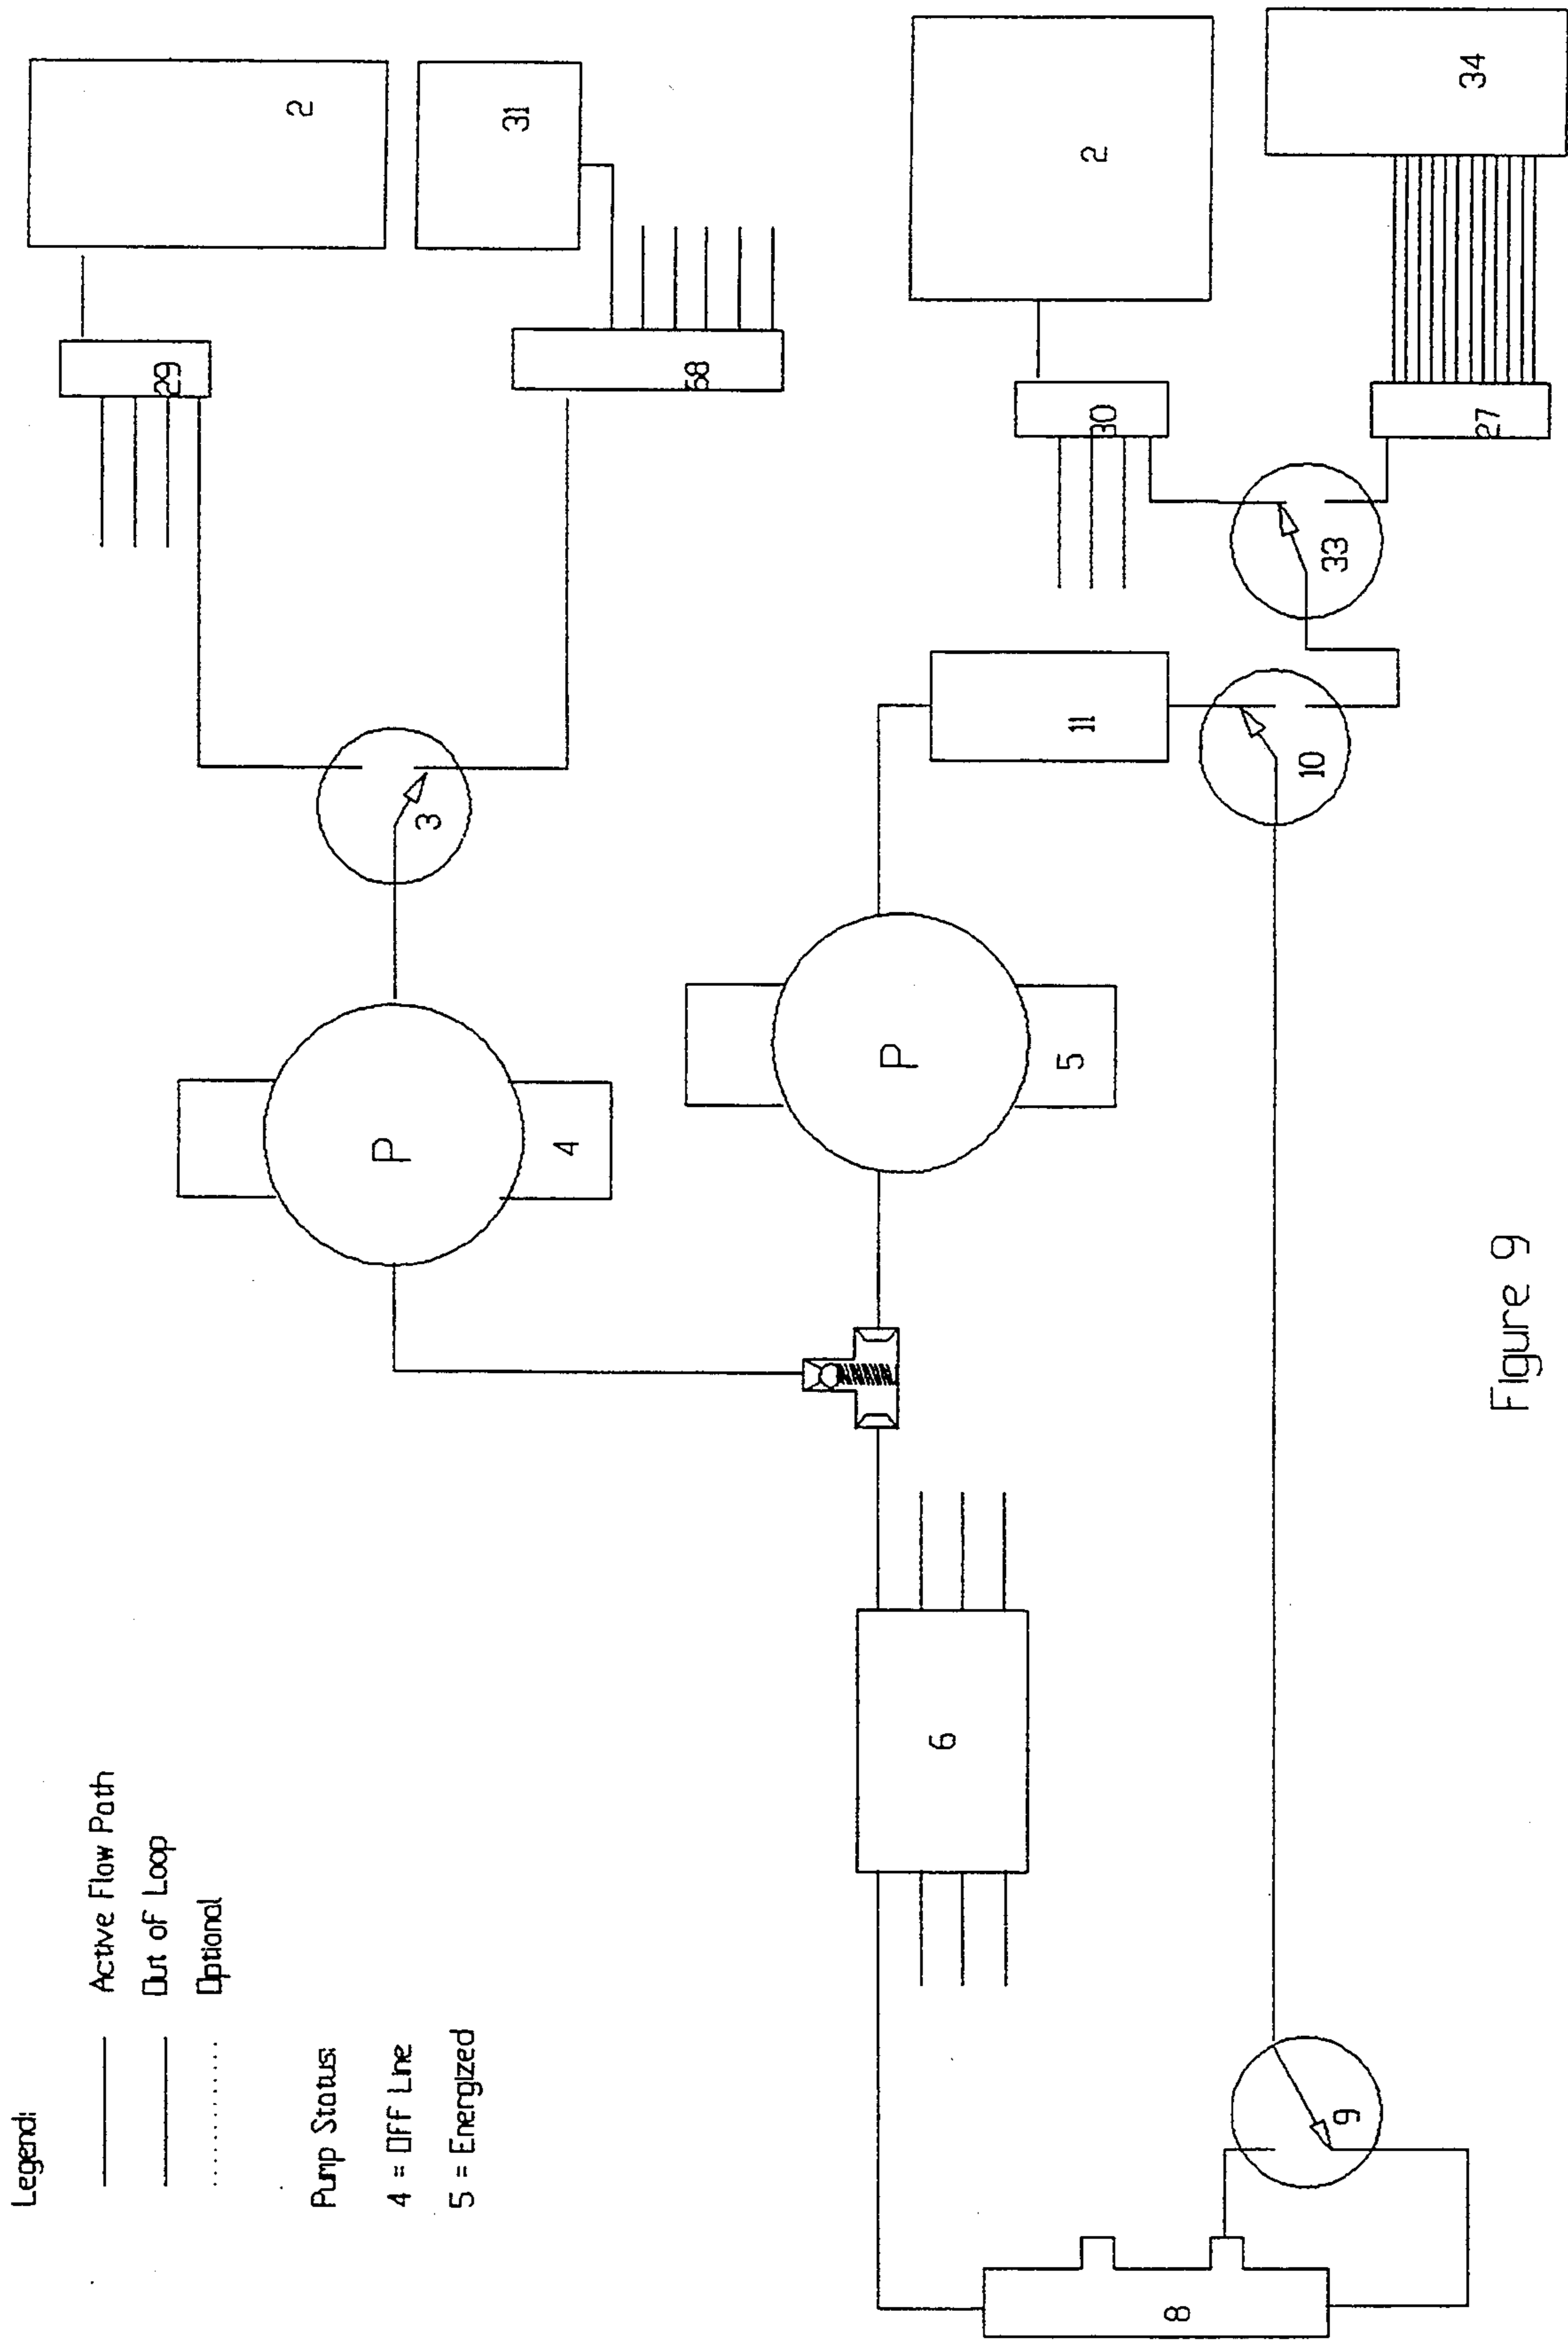 Legend:
Active Flow Path
Out of Loop
Optional
Pump Status:
4 = Off Line
5 = Energized
2
29
31
68
3
P
4
P
5
2
30
34
27
33
11
10
6
9
8
Figure 9